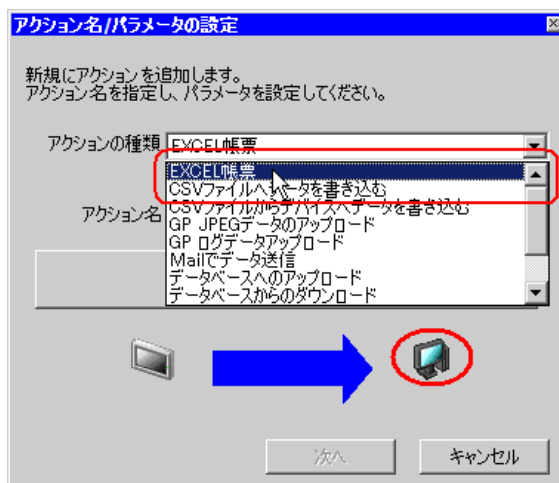 アクション名/パラメータの設定
新規にアクションを追加します。
アクション名を指定し、パラメータを設定してください。
アクションの種類 EXCEL帳票
EXCEL帳票
CSVファイルへデータを書き込む
アクション名 CSVファイルからデバイスへデータを書き込む
GP JPEGデータのアップロード
GP ログデータアップロード
Mailでデータ送信
データベースへのアップロード
データベースからのダウンロード
次へ キャンセル